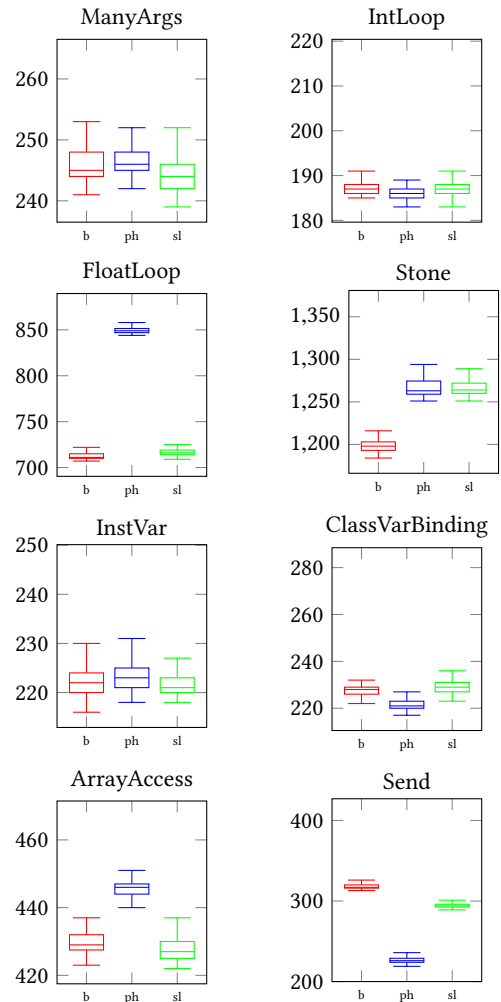 ManyArgs
260
250
240
b ph sl
IntLoop
220
210
200
190
180
b ph sl
FloatLoop
850
800
750
700
b ph sl
Stone
1,350
1,300
1,250
1,200
b ph sl
InstVar
250
240
230
220
b ph sl
ClassVarBinding
280
260
240
220
b ph sl
ArrayAccess
460
440
420
b ph sl
Send
400
300
200
b ph sl